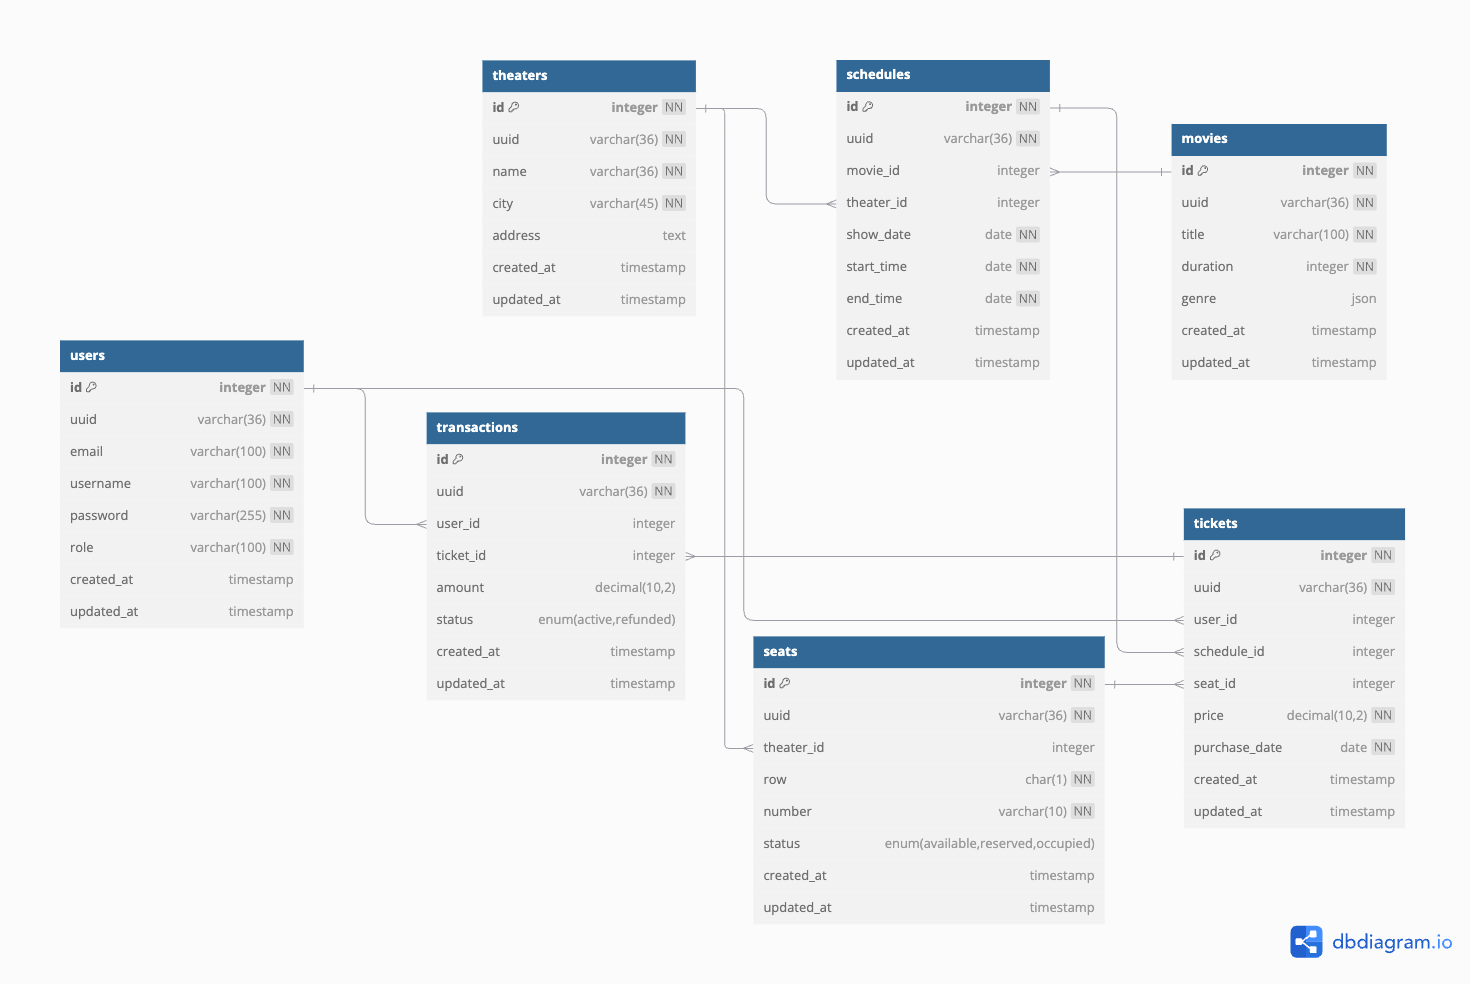 theaters
id integer NN
uuid varchar(36) NN
name varchar(36) NN
city varchar(45) NN
address text
created_at timestamp
updated_at timestamp
schedules
id integer NN
uuid varchar(36) NN
movie_id integer
theater_id integer
show_date date NN
start_time date NN
end_time date NN
created_at timestamp
updated_at timestamp
movies
id integer NN
uuid varchar(36) NN
title varchar(100) NN
duration integer NN
genre json
created_at timestamp
updated_at timestamp
users
id integer NN
uuid varchar(36) NN
email varchar(100) NN
username varchar(100) NN
password varchar(255) NN
role varchar(100) NN
created_at timestamp
updated_at timestamp
transactions
id integer NN
uuid varchar(36) NN
user_id integer
ticket_id integer
amount decimal(10,2)
status enum(active,refunded)
created_at timestamp
updated_at timestamp
tickets
id integer NN
uuid varchar(36) NN
user_id integer
schedule_id integer
seat_id integer
price decimal(10,2) NN
purchase_date date NN
created_at timestamp
updated_at timestamp
seats
id integer NN
uuid varchar(36) NN
theater_id integer
row char(1) NN
number varchar(10) NN
status enum(available,reserved,occupied)
created_at timestamp
updated_at timestamp
dbdiagram.io